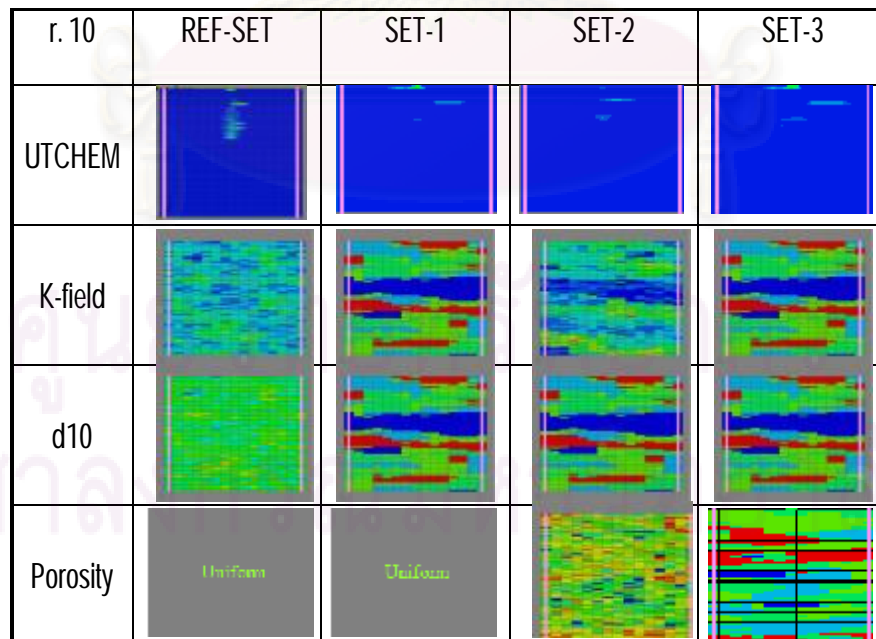 r. 10 REF-SET SET-1 SET-2 SET-3
UTCHEM
K-field
d10
Porosity Uniform Uniform